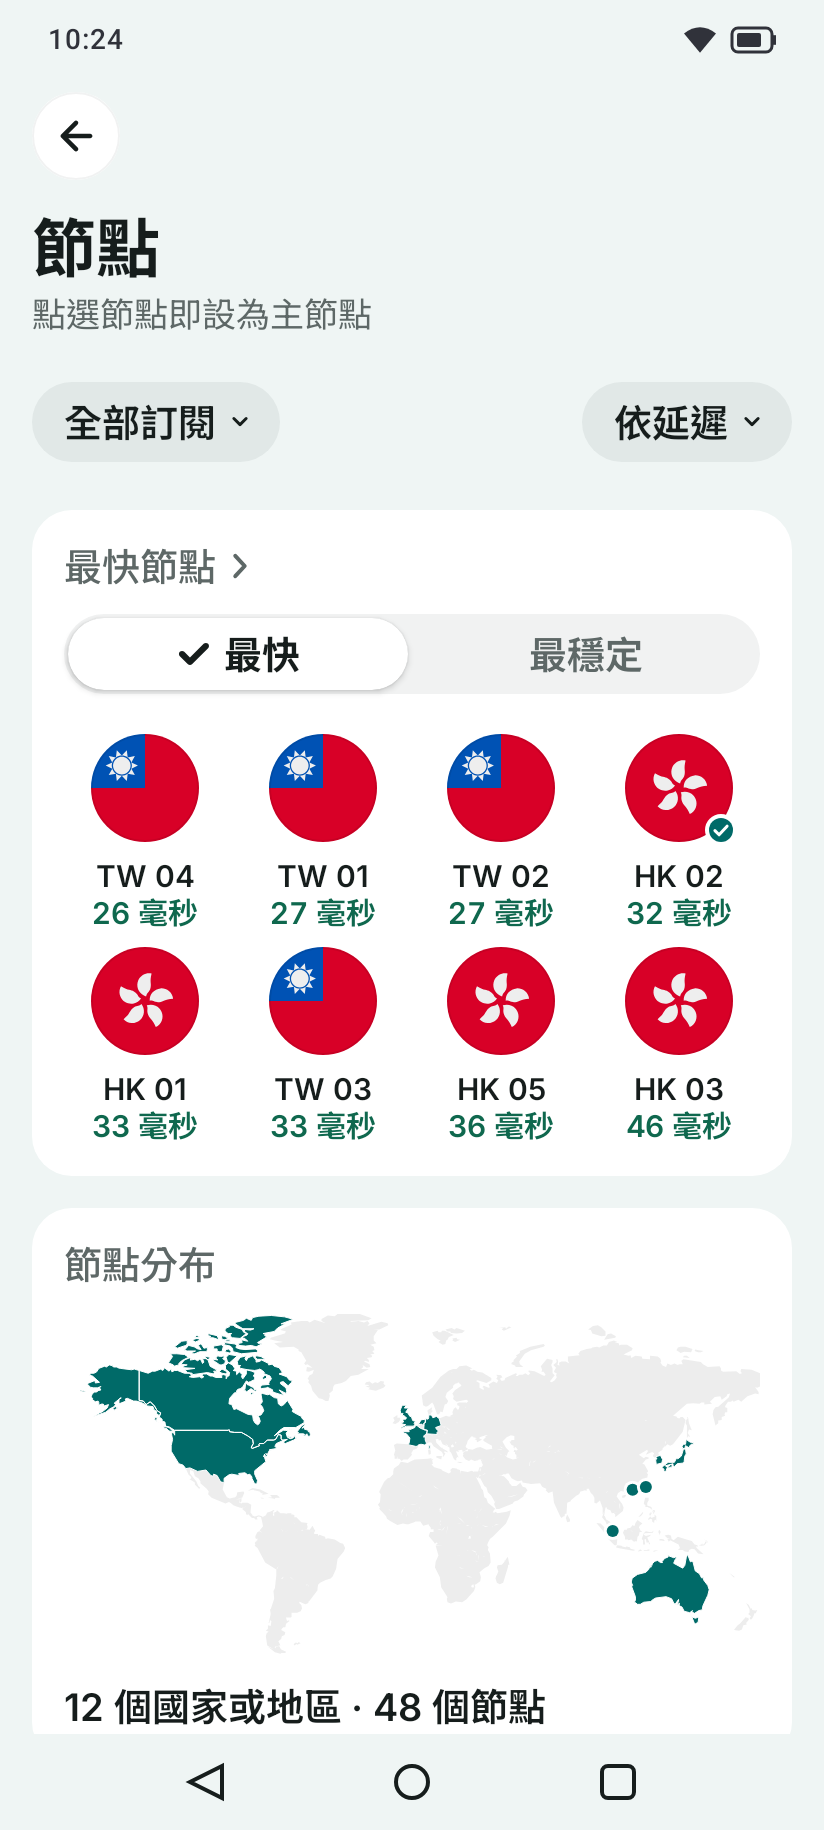 10:24
節點
點選節點即設為主節點
全部訂閱
依延遲
最快節點
最快
最穩定
TW 04
26 毫秒
TW 01
27 毫秒
TW 02
27 毫秒
HK 02
32 毫秒
HK 01
33 毫秒
TW 03
33 毫秒
HK 05
36 毫秒
HK 03
46 毫秒
節點分布
12 個國家或地區 · 48 個節點